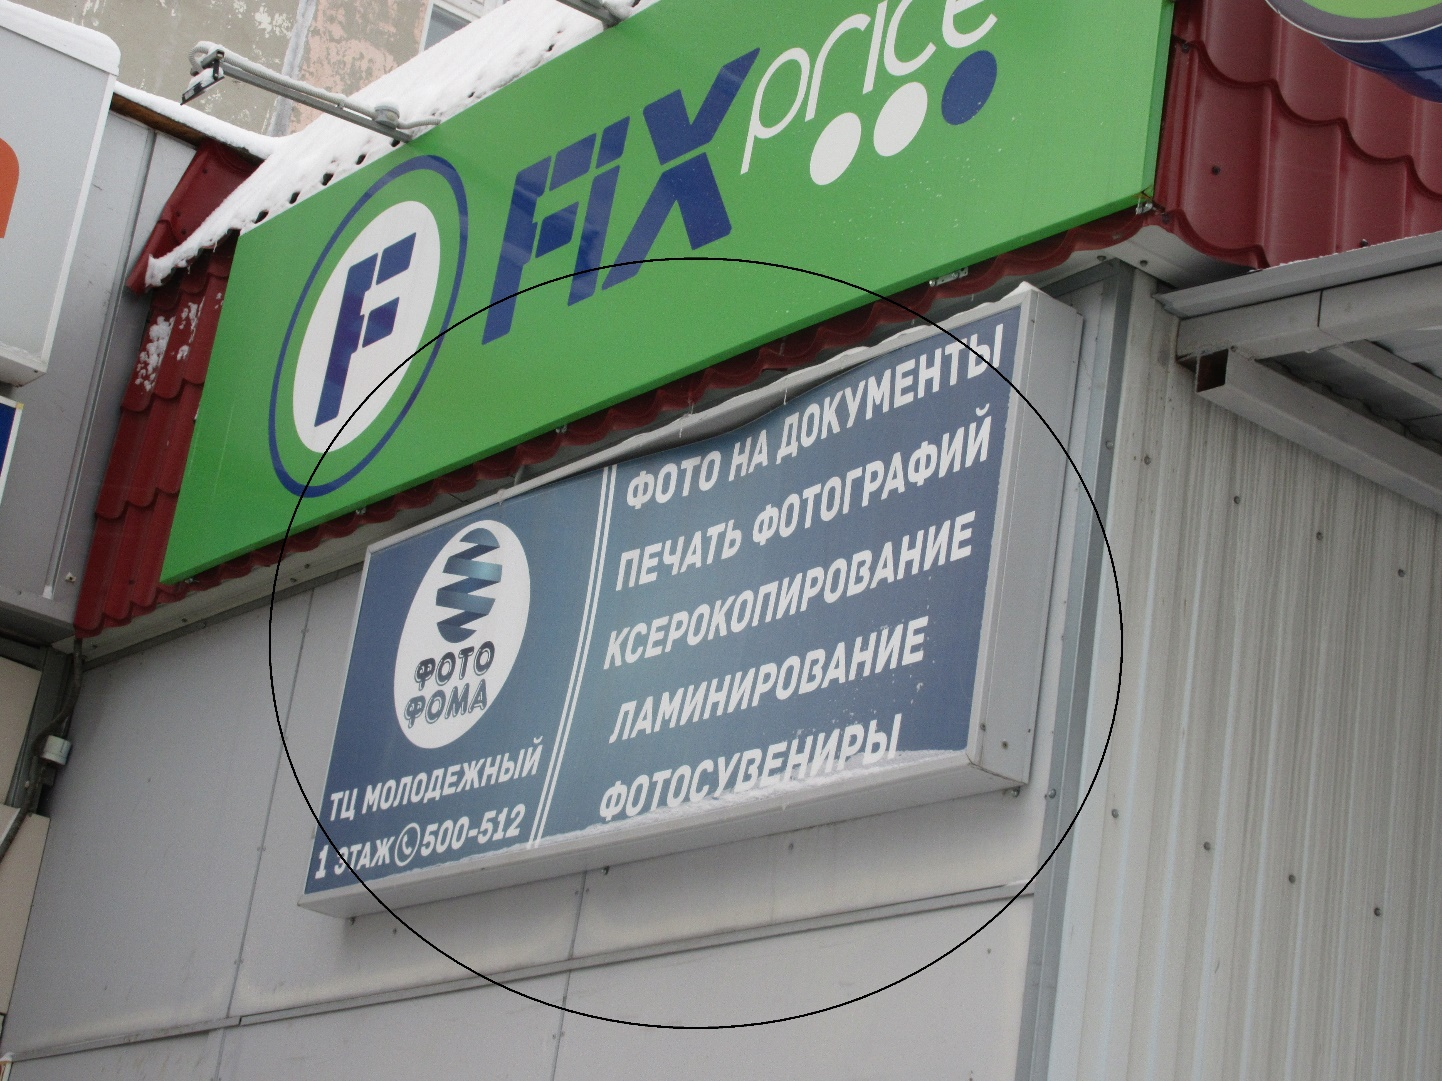 F
FIX
price
ФОТО
ФОМА
ТЦ МОЛОДЕЖНЫЙ
1 ЭТАЖ 500-512
ФОТО НА ДОКУМЕНТЫ
ПЕЧАТЬ ФОТОГРАФИЙ
КСЕРОКОПИРОВАНИЕ
ЛАМИНИРОВАНИЕ
ФОТОСУВЕНИРЫ